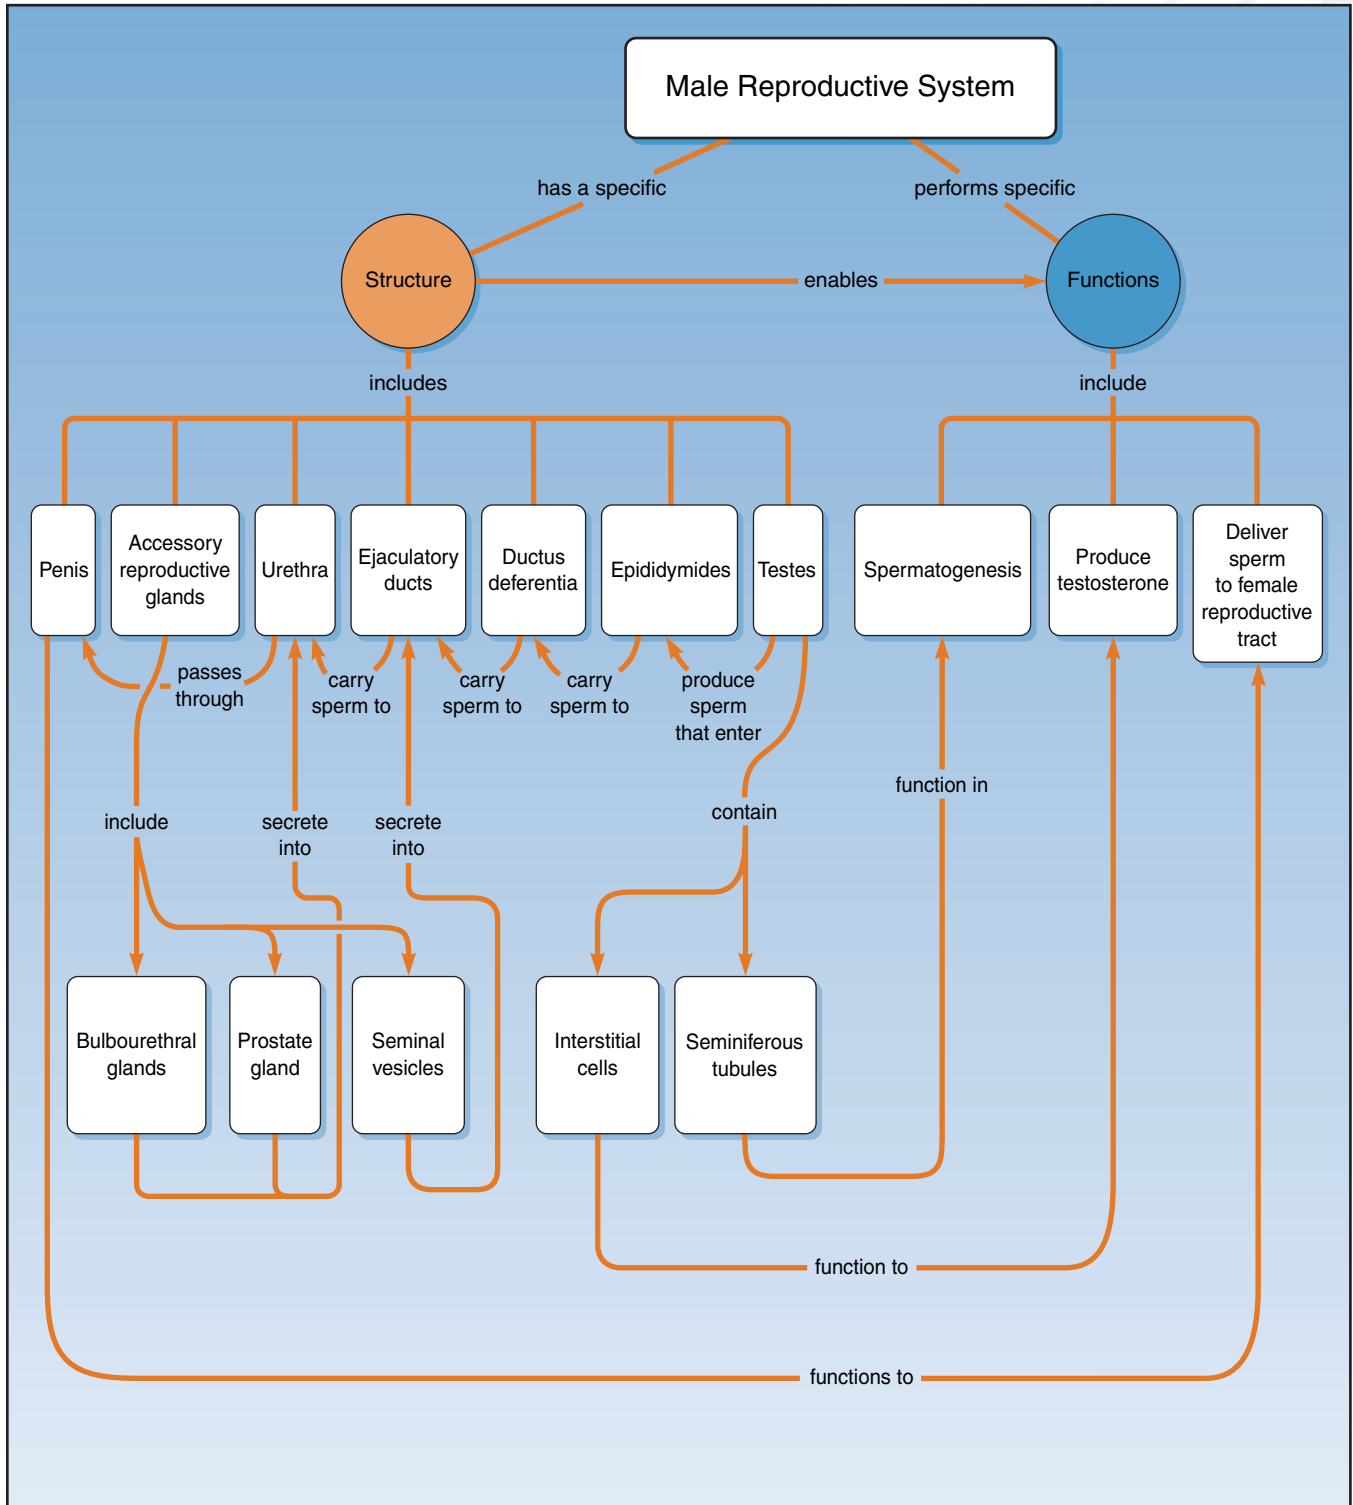 Male Reproductive System
has a specific
performs specific
Structure
enables
Functions
includes
include
Penis
Accessory
reproductive
glands
Urethra
Ejaculatory
ducts
Ductus
deferentia
Epididymides
Testes
Spermatogenesis
Produce
testosterone
Deliver
sperm
to female
reproductive
tract
passes
through
carry
sperm to
carry
sperm to
carry
sperm to
produce
sperm
that enter
function in
include
secrete
into
secrete
into
contain
Bulbourethral
glands
Prostate
gland
Seminal
vesicles
Interstitial
cells
Seminiferous
tubules
function to
functions to